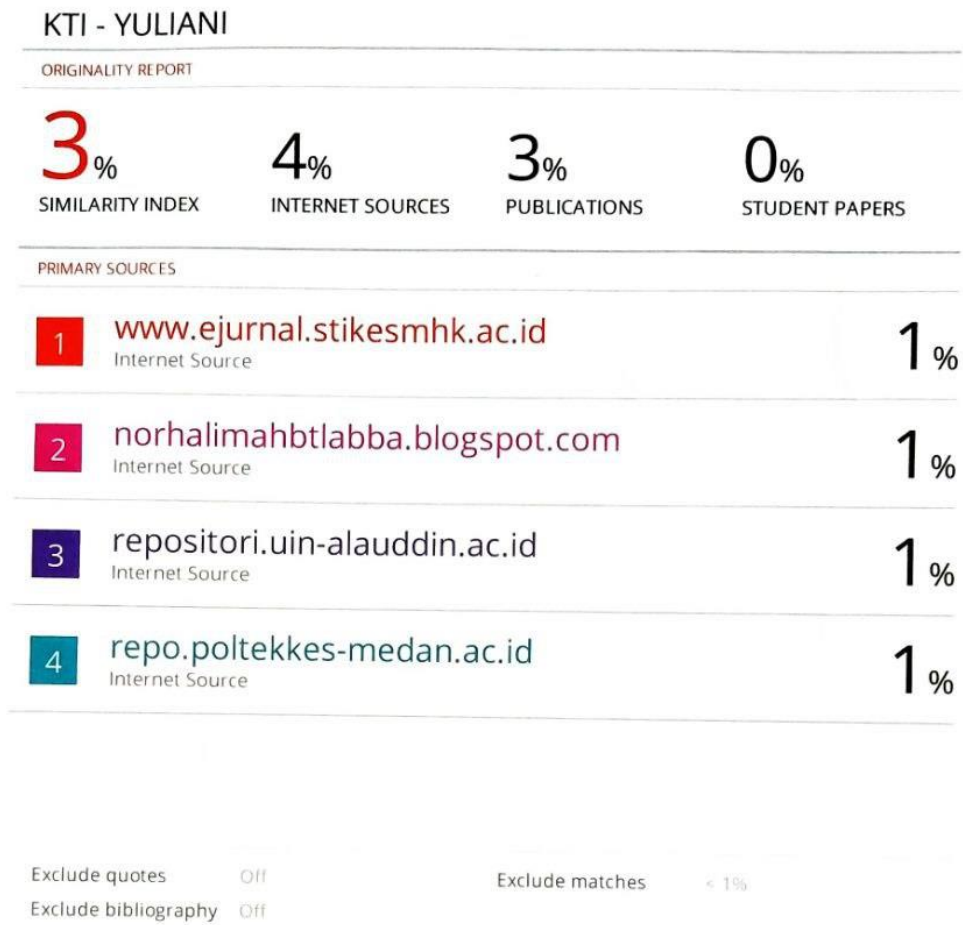 KTI - YULIANI
ORIGINALITY REPORT
3% 4% 3% 0%
SIMILARITY INDEX INTERNET SOURCES PUBLICATIONS STUDENT PAPERS
PRIMARY SOURCES
1 www.ejurnal.stikesmhk.ac.id 1%
Internet Source
2 norhalimahbtlabba.blogspot.com 1%
Internet Source
3 repositori.uin-alauddin.ac.id 1%
Internet Source
4 repo.poltekkes-medan.ac.id 1%
Internet Source
Exclude quotes Off Exclude matches < 1%
Exclude bibliography Off